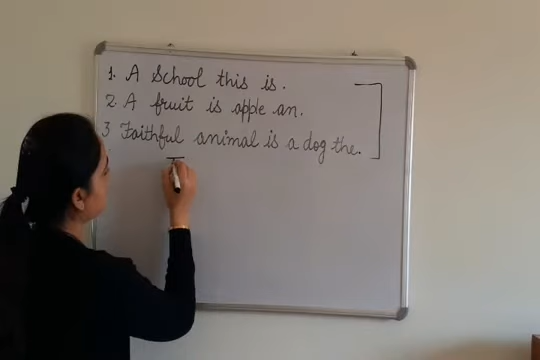 1. A School this is.
2. A fruit is apple an.
3 Faithful animal is a dog the.